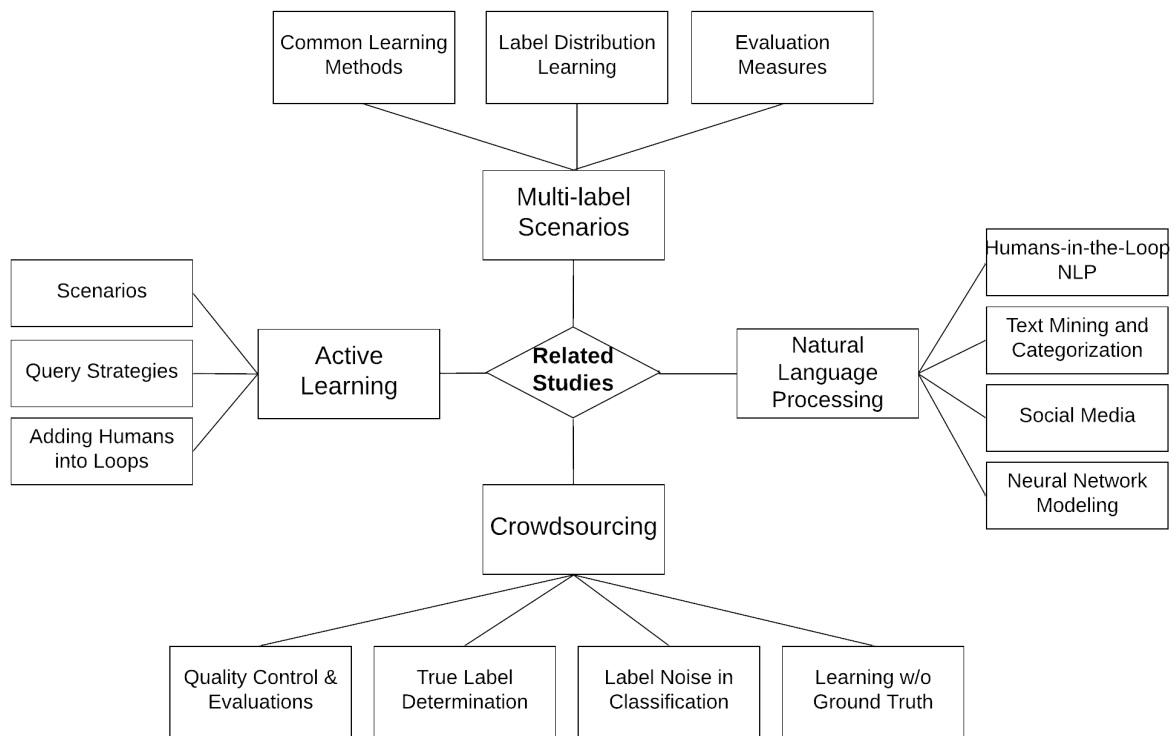 Common Learning
Methods
Label Distribution
Learning
Evaluation
Measures
Multi-label
Scenarios
Scenarios
Query Strategies
Adding Humans
into Loops
Active
Learning
Related
Studies
Natural
Language
Processing
Humans-in-the-Loop
NLP
Text Mining and
Categorization
Social Media
Neural Network
Modeling
Crowdsourcing
Quality Control &
Evaluations
True Label
Determination
Label Noise in
Classification
Learning w/o
Ground Truth